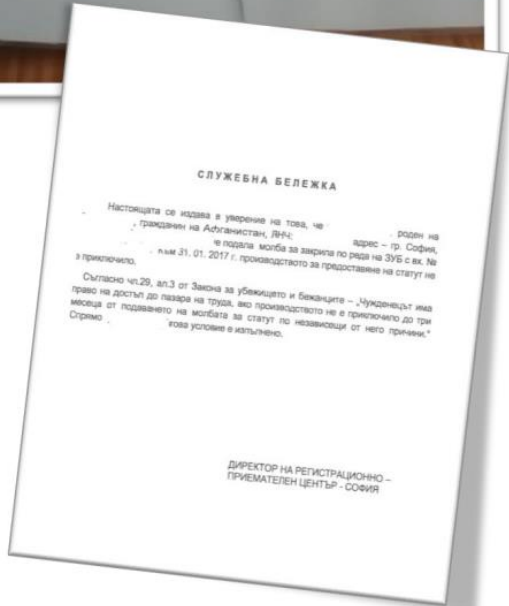 СЛУЖЕБНА БЕЛЕЖКА
Настоящата се издава в уверение на това, че роден на
гражданин на Афганистан, ЛНЧ: адрес – гр. София,
е подала молба за закрила по реда на ЗУБ с вх. №
към 31. 01. 2017 г. производството за предоставяне на статут не
е приключило.
Съгласно чл.29, ал.3 от Закона за убежището и бежанците – „Чужденецът има
право на достъп до пазара на труда, ако производството не е приключило до три
месеца от подаването на молбата за статут по независещи от него причини."
Спрямо това условие е изпълнено.
ДИРЕКТОР НА РЕГИСТРАЦИОННО –
ПРИЕМАТЕЛЕН ЦЕНТЪР - СОФИЯ